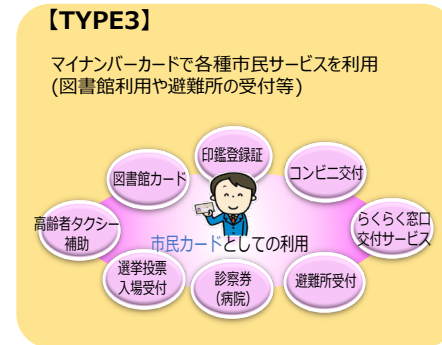 【TYPE3】
マイナンバーカードで各種市民サービスを利用
(図書館利用や避難所の受付等)
印鑑登録証
図書館カード
コンビニ交付
高齢者タクシー
補助
らくらく窓口
交付サービス
市民カードとしての利用
選挙投票
入場受付
診察券
(病院)
避難所受付